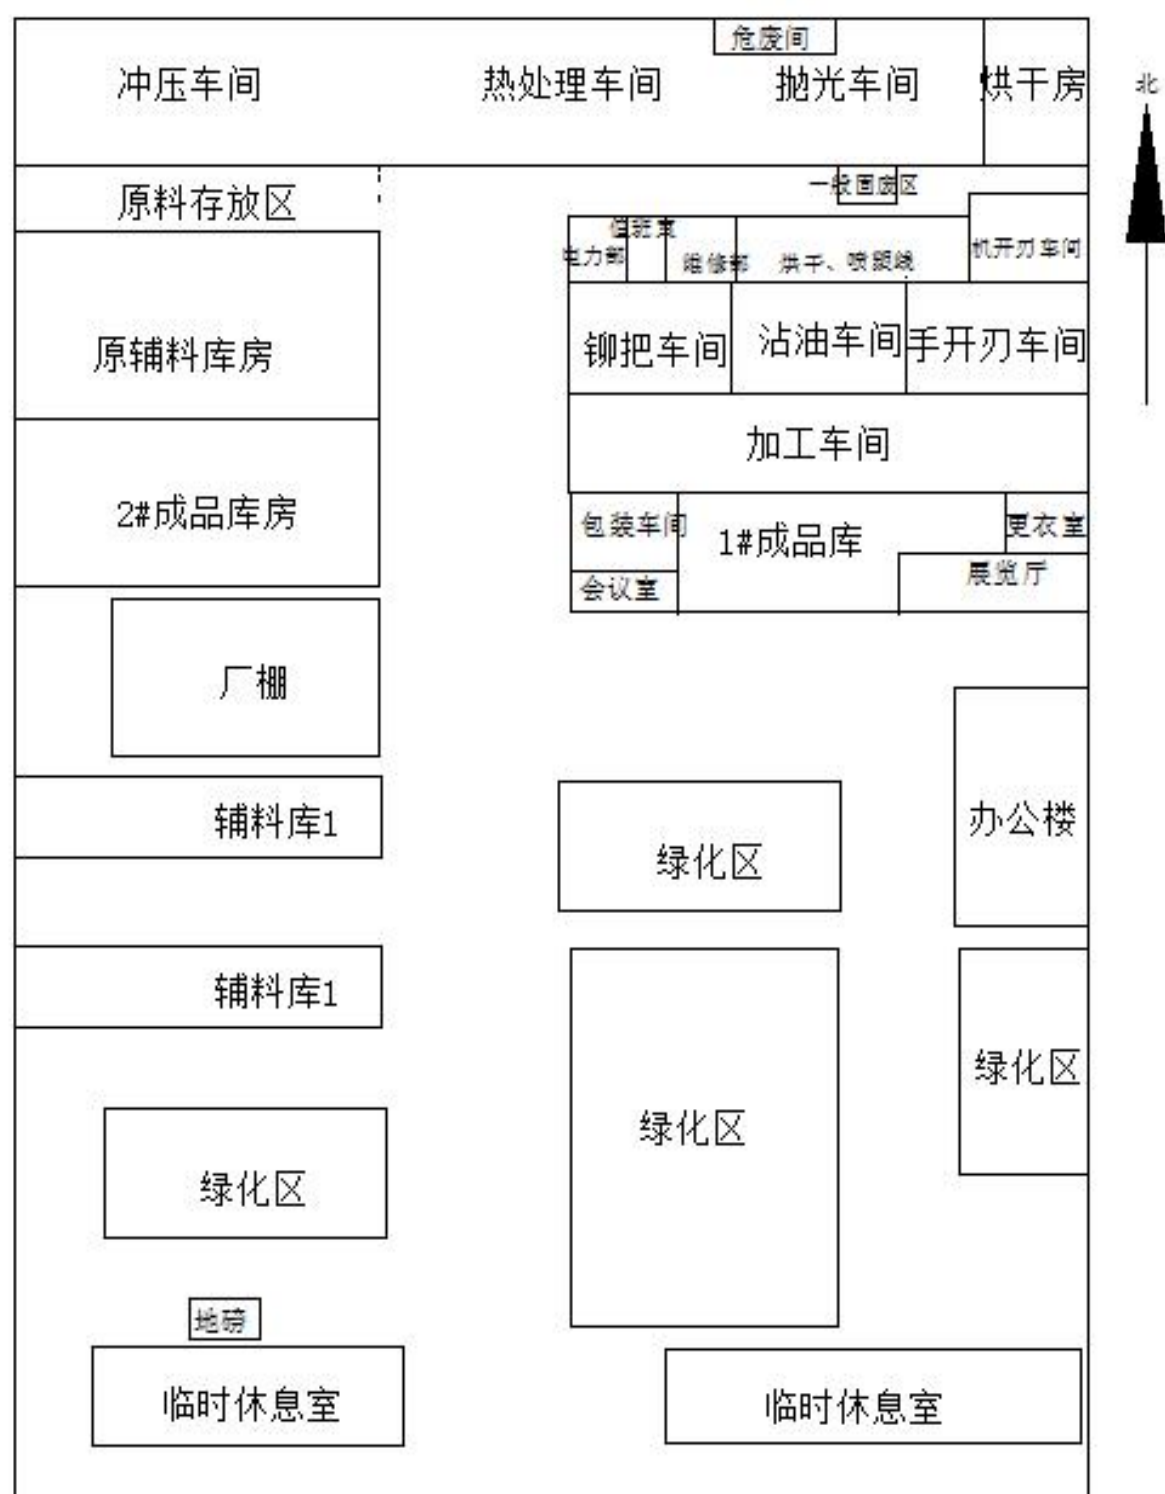 危废间
冲压车间
热处理车间
抛光车间
烘干房
北
原料存放区
一般固废区
值班室
电力部
维修部
烘干、喷塑线
机开刃车间
原辅料库房
铆把车间
沾油车间
手开刃车间
加工车间
2#成品库房
包装车间
1#成品库
更衣室
会议室
展览厅
厂棚
辅料库1
绿化区
办公楼
辅料库1
绿化区
绿化区
绿化区
地磅
临时休息室
临时休息室